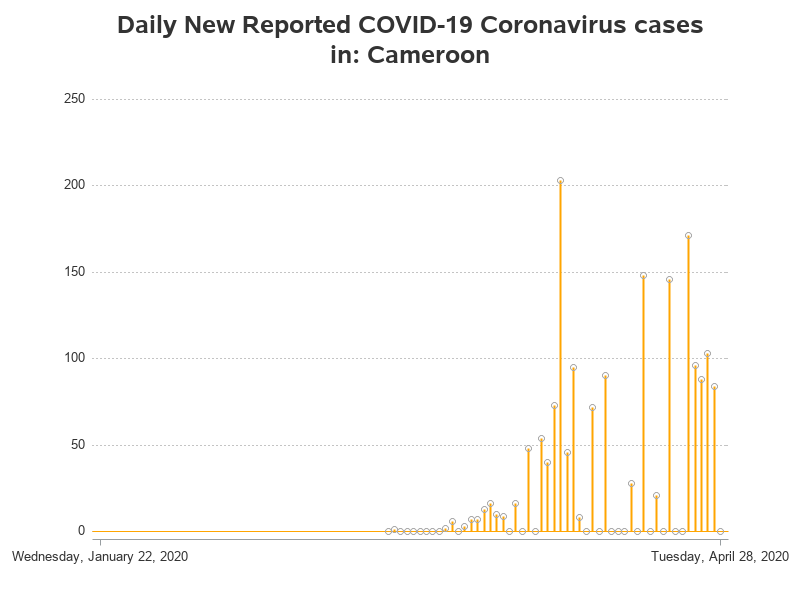 Daily New Reported COVID-19 Coronavirus cases
in: Cameroon
250
200
150
100
50
0
Wednesday, January 22, 2020
Tuesday, April 28, 2020